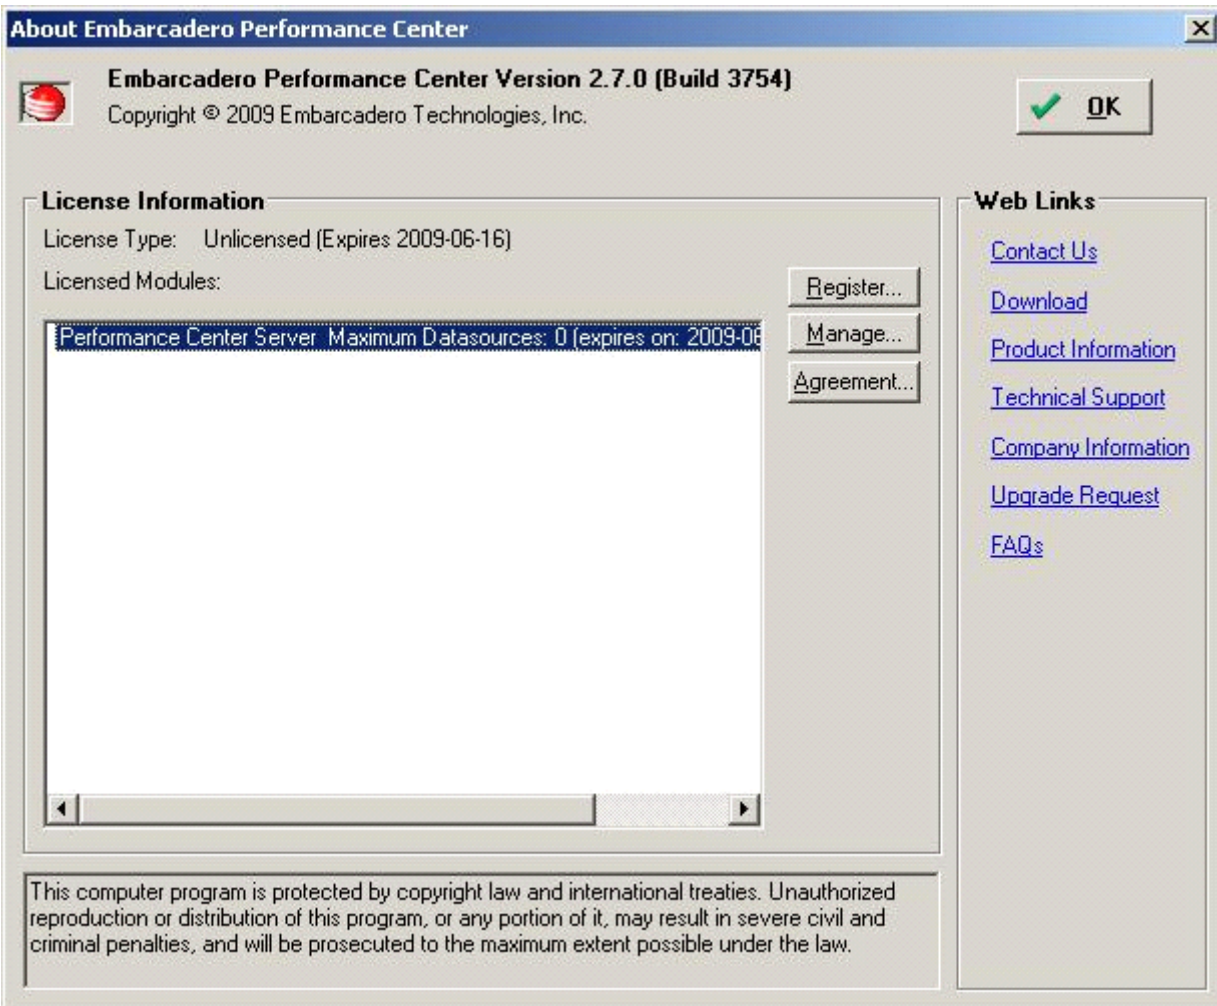 About Embarcadero Performance Center
Embarcadero Performance Center Version 2.7.0 (Build 3754)
Copyright © 2009 Embarcadero Technologies, Inc.
OK
License Information
License Type: Unlicensed (Expires 2009-06-16)
Licensed Modules:
Performance Center Server Maximum Datasources: 0 (expires on: 2009-06
Register...
Manage...
Agreement...
Web Links
Contact Us
Download
Product Information
Technical Support
Company Information
Upgrade Request
FAQs
This computer program is protected by copyright law and international treaties. Unauthorized
reproduction or distribution of this program, or any portion of it, may result in severe civil and
criminal penalties, and will be prosecuted to the maximum extent possible under the law.